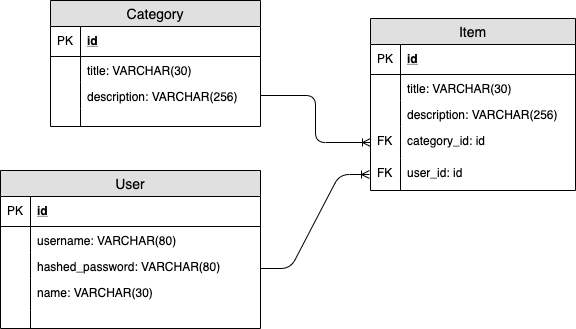 Category
PK id
title: VARCHAR(30)
description: VARCHAR(256)
Item
PK id
title: VARCHAR(30)
description: VARCHAR(256)
FK category_id: id
FK user_id: id
User
PK id
username: VARCHAR(80)
hashed_password: VARCHAR(80)
name: VARCHAR(30)